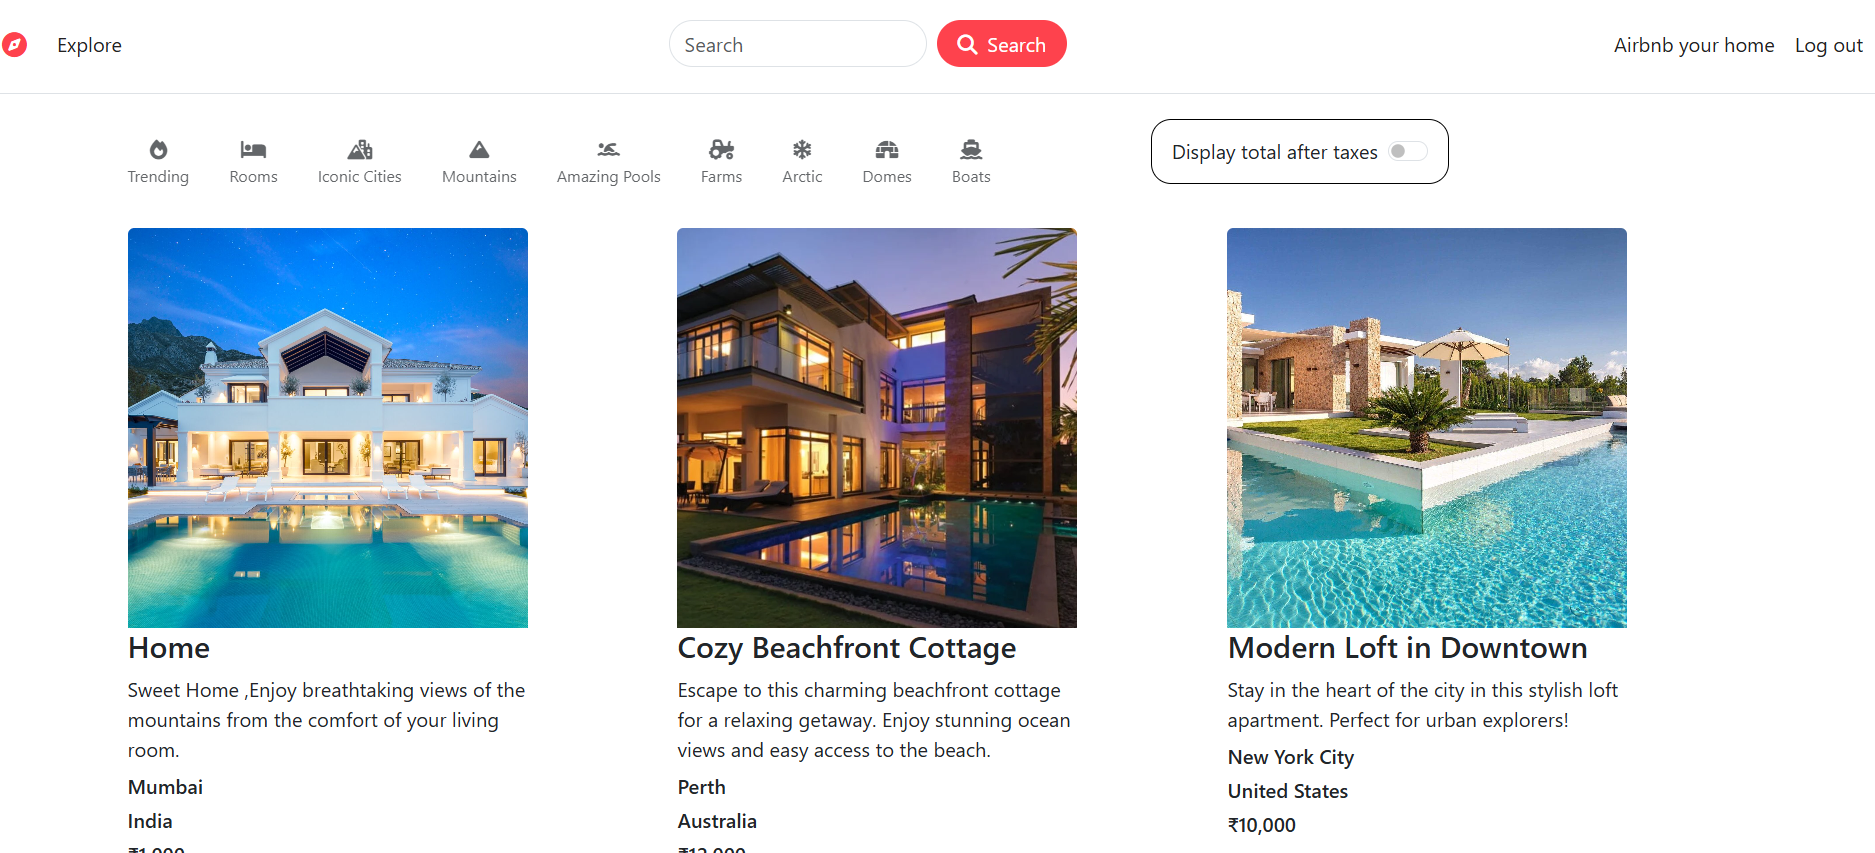 Explore
Search
Search
Airbnb your home
Log out
Trending
Rooms
Iconic Cities
Mountains
Amazing Pools
Farms
Arctic
Domes
Boats
Display total after taxes
Home
Sweet Home ,Enjoy breathtaking views of the
mountains from the comfort of your living
room.
Mumbai
India
₹1,000
Cozy Beachfront Cottage
Escape to this charming beachfront cottage
for a relaxing getaway. Enjoy stunning ocean
views and easy access to the beach.
Perth
Australia
Modern Loft in Downtown
Stay in the heart of the city in this stylish loft
apartment. Perfect for urban explorers!
New York City
United States
₹10,000